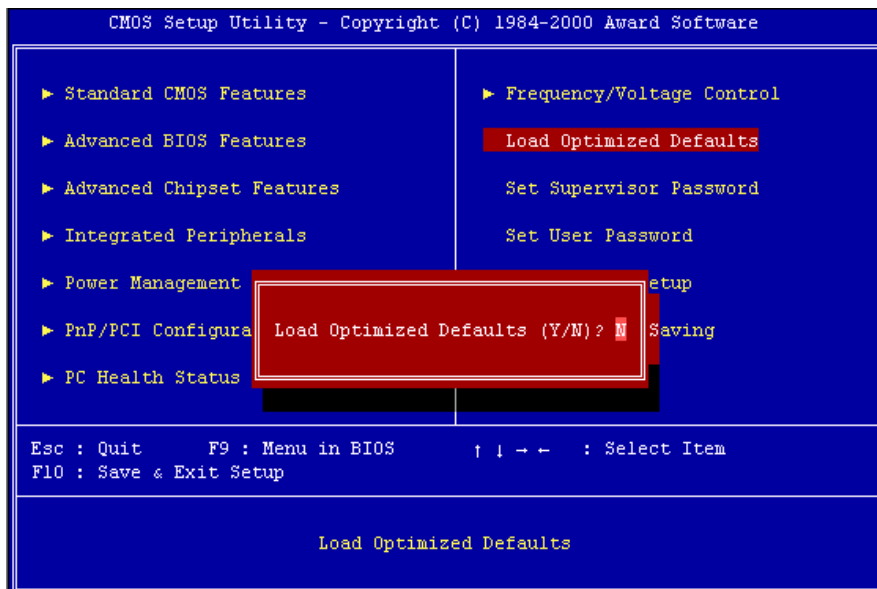 CMOS Setup Utility - Copyright (C) 1984-2000 Award Software
► Standard CMOS Features
► Advanced BIOS Features
► Advanced Chipset Features
► Integrated Peripherals
► Power Management
► PnP/PCI Configura
► PC Health Status
► Frequency/Voltage Control
Load Optimized Defaults
Set Supervisor Password
Set User Password
etup
Saving
Load Optimized Defaults (Y/N)? N
Esc : Quit F9 : Menu in BIOS ↑ ↓ → ← : Select Item
F10 : Save & Exit Setup
Load Optimized Defaults